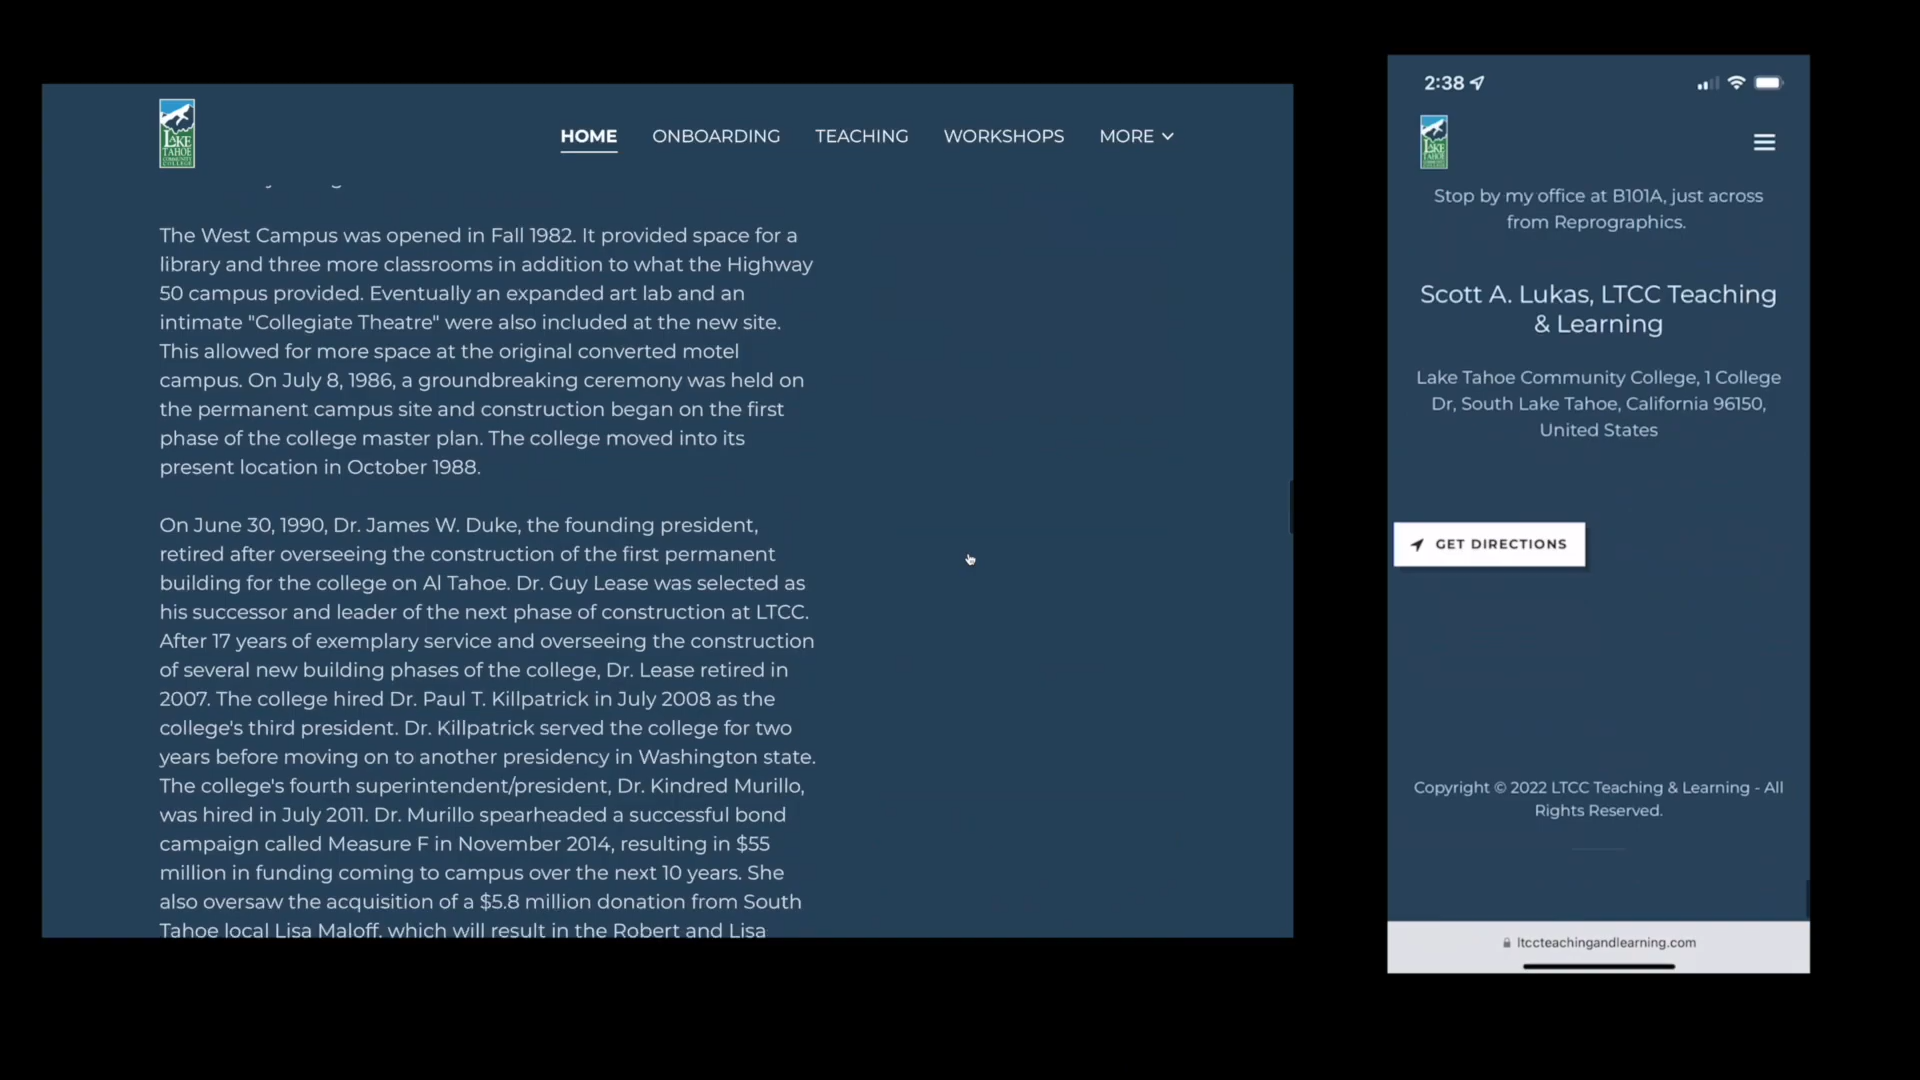 LAKE
TAHOE
COMMUNITY
COLLEGE
HOME ONBOARDING TEACHING WORKSHOPS MORE
The West Campus was opened in Fall 1982. It provided space for a
library and three more classrooms in addition to what the Highway
50 campus provided. Eventually an expanded art lab and an
intimate "Collegiate Theatre" were also included at the new site.
This allowed for more space at the original converted motel
campus. On July 8, 1986, a groundbreaking ceremony was held on
the permanent campus site and construction began on the first
phase of the college master plan. The college moved into its
present location in October 1988.
On June 30, 1990, Dr. James W. Duke, the founding president,
retired after overseeing the construction of the first permanent
building for the college on Al Tahoe. Dr. Guy Lease was selected as
his successor and leader of the next phase of construction at LTCC.
After 17 years of exemplary service and overseeing the construction
of several new building phases of the college, Dr. Lease retired in
2007. The college hired Dr. Paul T. Killpatrick in July 2008 as the
college's third president. Dr. Killpatrick served the college for two
years before moving on to another presidency in Washington state.
The college's fourth superintendent/president, Dr. Kindred Murillo,
was hired in July 2011. Dr. Murillo spearheaded a successful bond
campaign called Measure F in November 2014, resulting in $55
million in funding coming to campus over the next 10 years. She
also oversaw the acquisition of a $5.8 million donation from South
Tahoe local Lisa Maloff, which will result in the Robert and Lisa
2:38
LAKE
TAHOE
Stop by my office at B101A, just across
from Reprographics.
Scott A. Lukas, LTCC Teaching
& Learning
Lake Tahoe Community College, 1 College
Dr, South Lake Tahoe, California 96150,
United States
GET DIRECTIONS
Copyright © 2022 LTCC Teaching & Learning - All
Rights Reserved.
ltccteachingandlearning.com